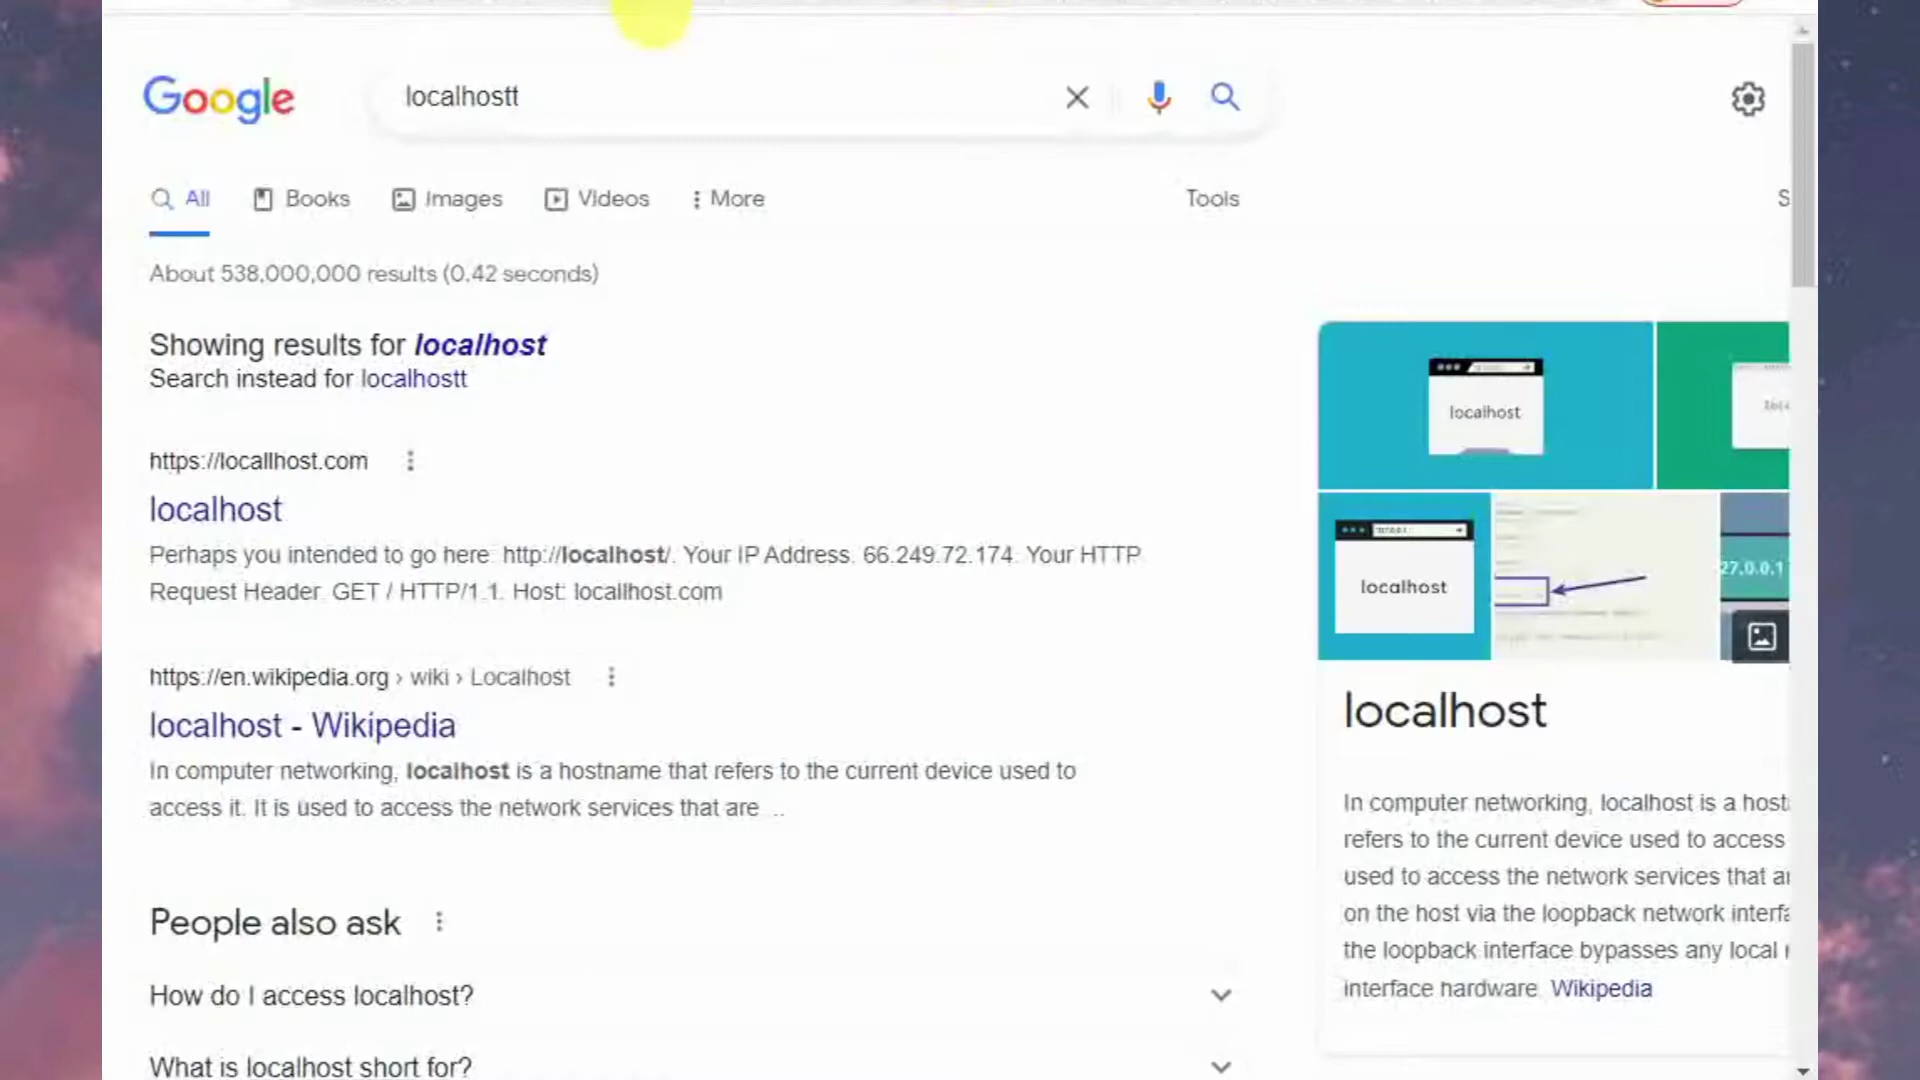 Google
localhostt
All
Books
Images
Videos
More
Tools
S
About 538,000,000 results (0.42 seconds)
Showing results for localhost
Search instead for localhostt
https://locallhost.com
localhost
Perhaps you intended to go here: http://localhost/. Your IP Address. 66.249.72.174. Your HTTP
Request Header. GET / HTTP/1.1. Host: locallhost.com
https://en.wikipedia.org › wiki › Localhost
localhost - Wikipedia
In computer networking, localhost is a hostname that refers to the current device used to
access it. It is used to access the network services that are ...
People also ask
How do I access localhost?
What is localhost short for?
localhost
localhost
27.0.0.1
localhost
In computer networking, localhost is a host
refers to the current device used to access
used to access the network services that a
on the host via the loopback network interf
the loopback interface bypasses any local
interface hardware. Wikipedia